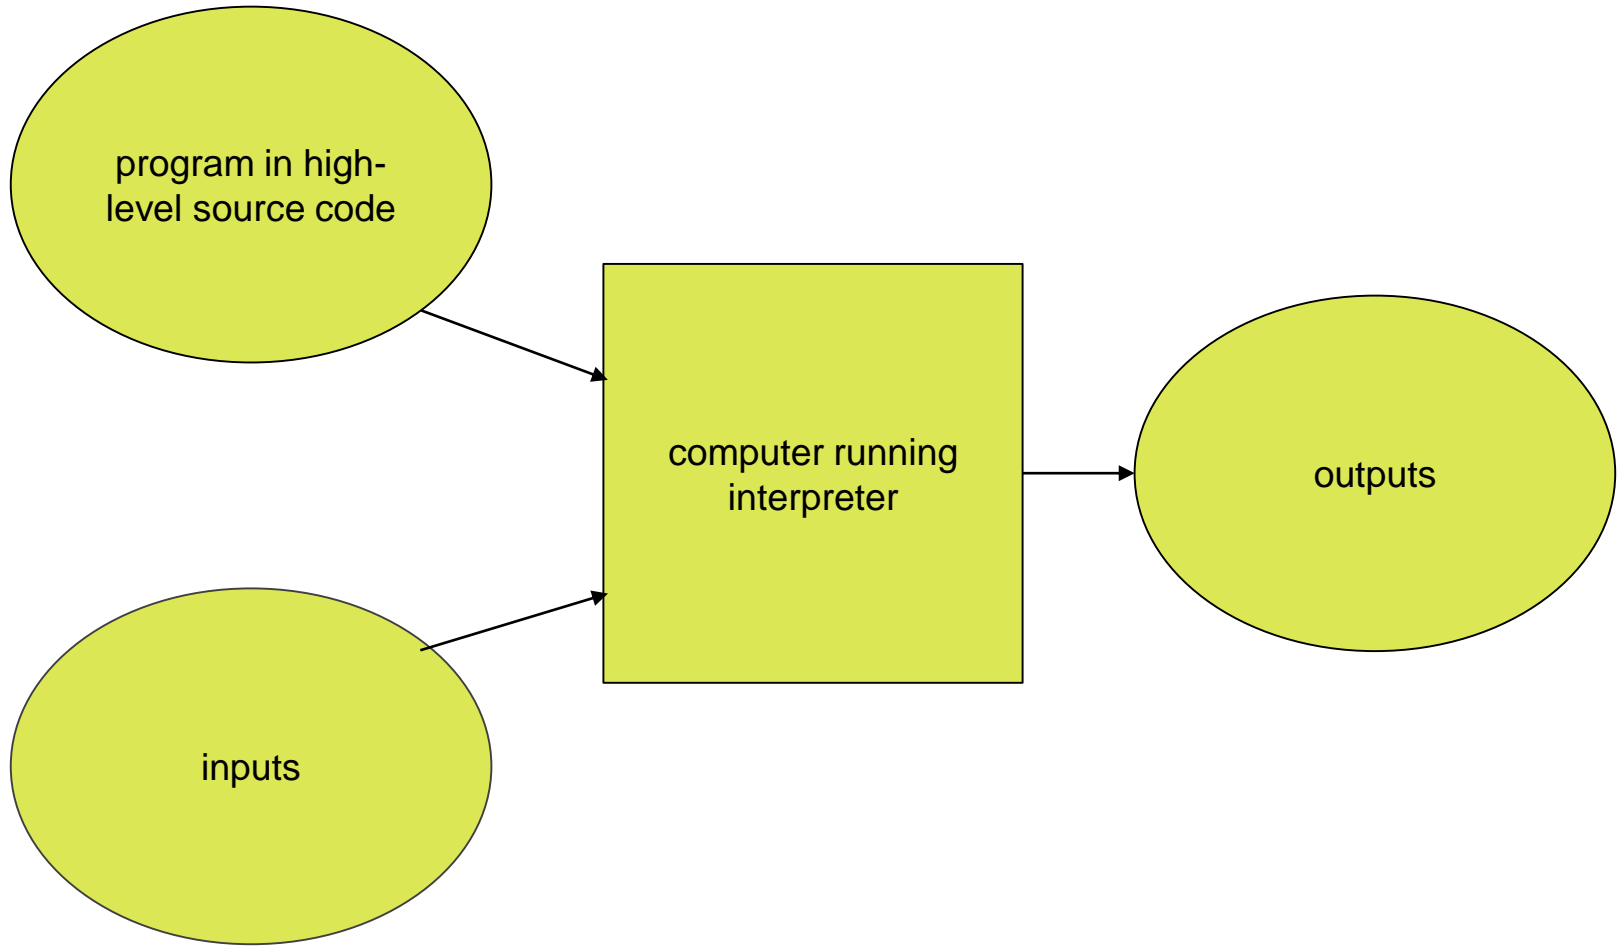 program in high-
level source code
computer running
interpreter
outputs
inputs